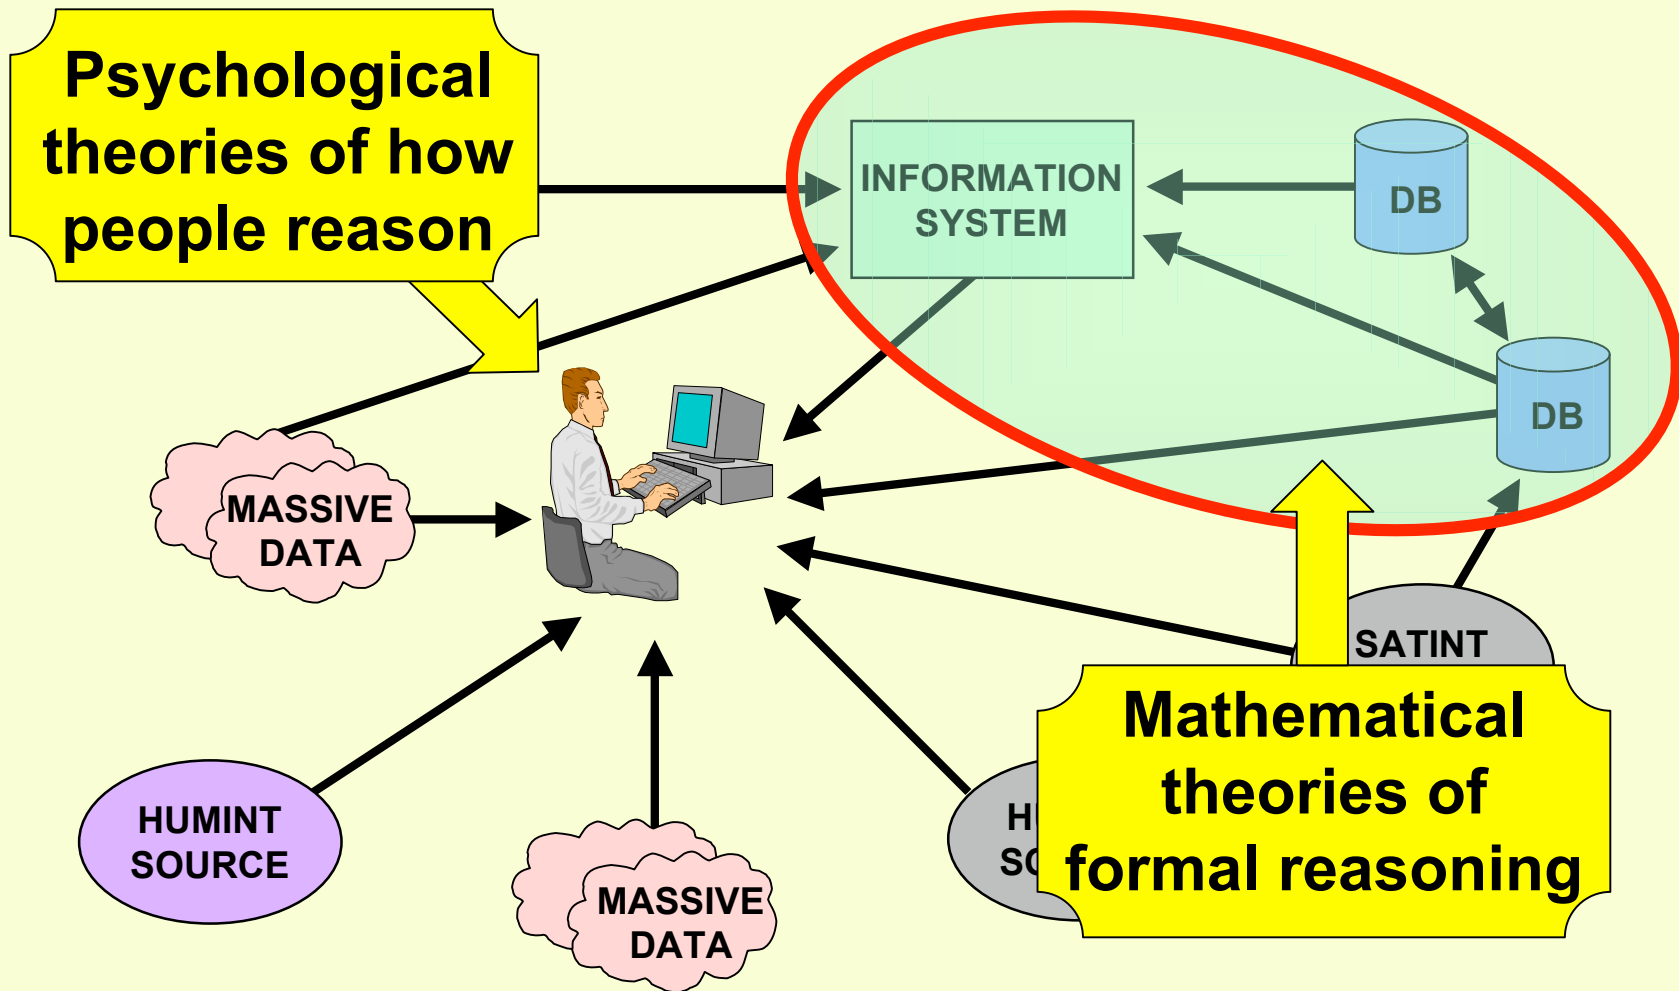 Psychological
theories of how
people reason
INFORMATION
SYSTEM
DB
DB
MASSIVE
DATA
SATINT
Mathematical
theories of
formal reasoning
HUMINT
SOURCE
MASSIVE
DATA